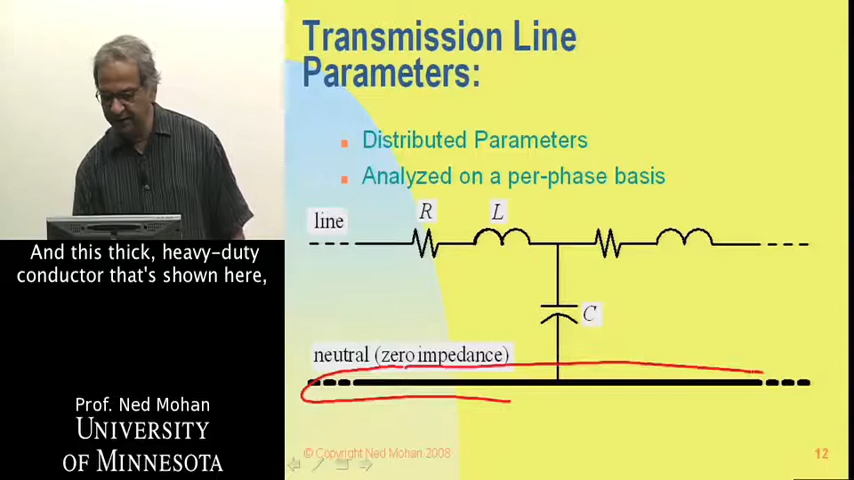 Transmission Line
Parameters:
Distributed Parameters
Analyzed on a per-phase basis
line
R
L
C
neutral (zero impedance)
And this thick, heavy-duty
conductor that's shown here,
Prof. Ned Mohan
UNIVERSITY
OF MINNESOTA
© Copyright Ned Mohan 2008
12